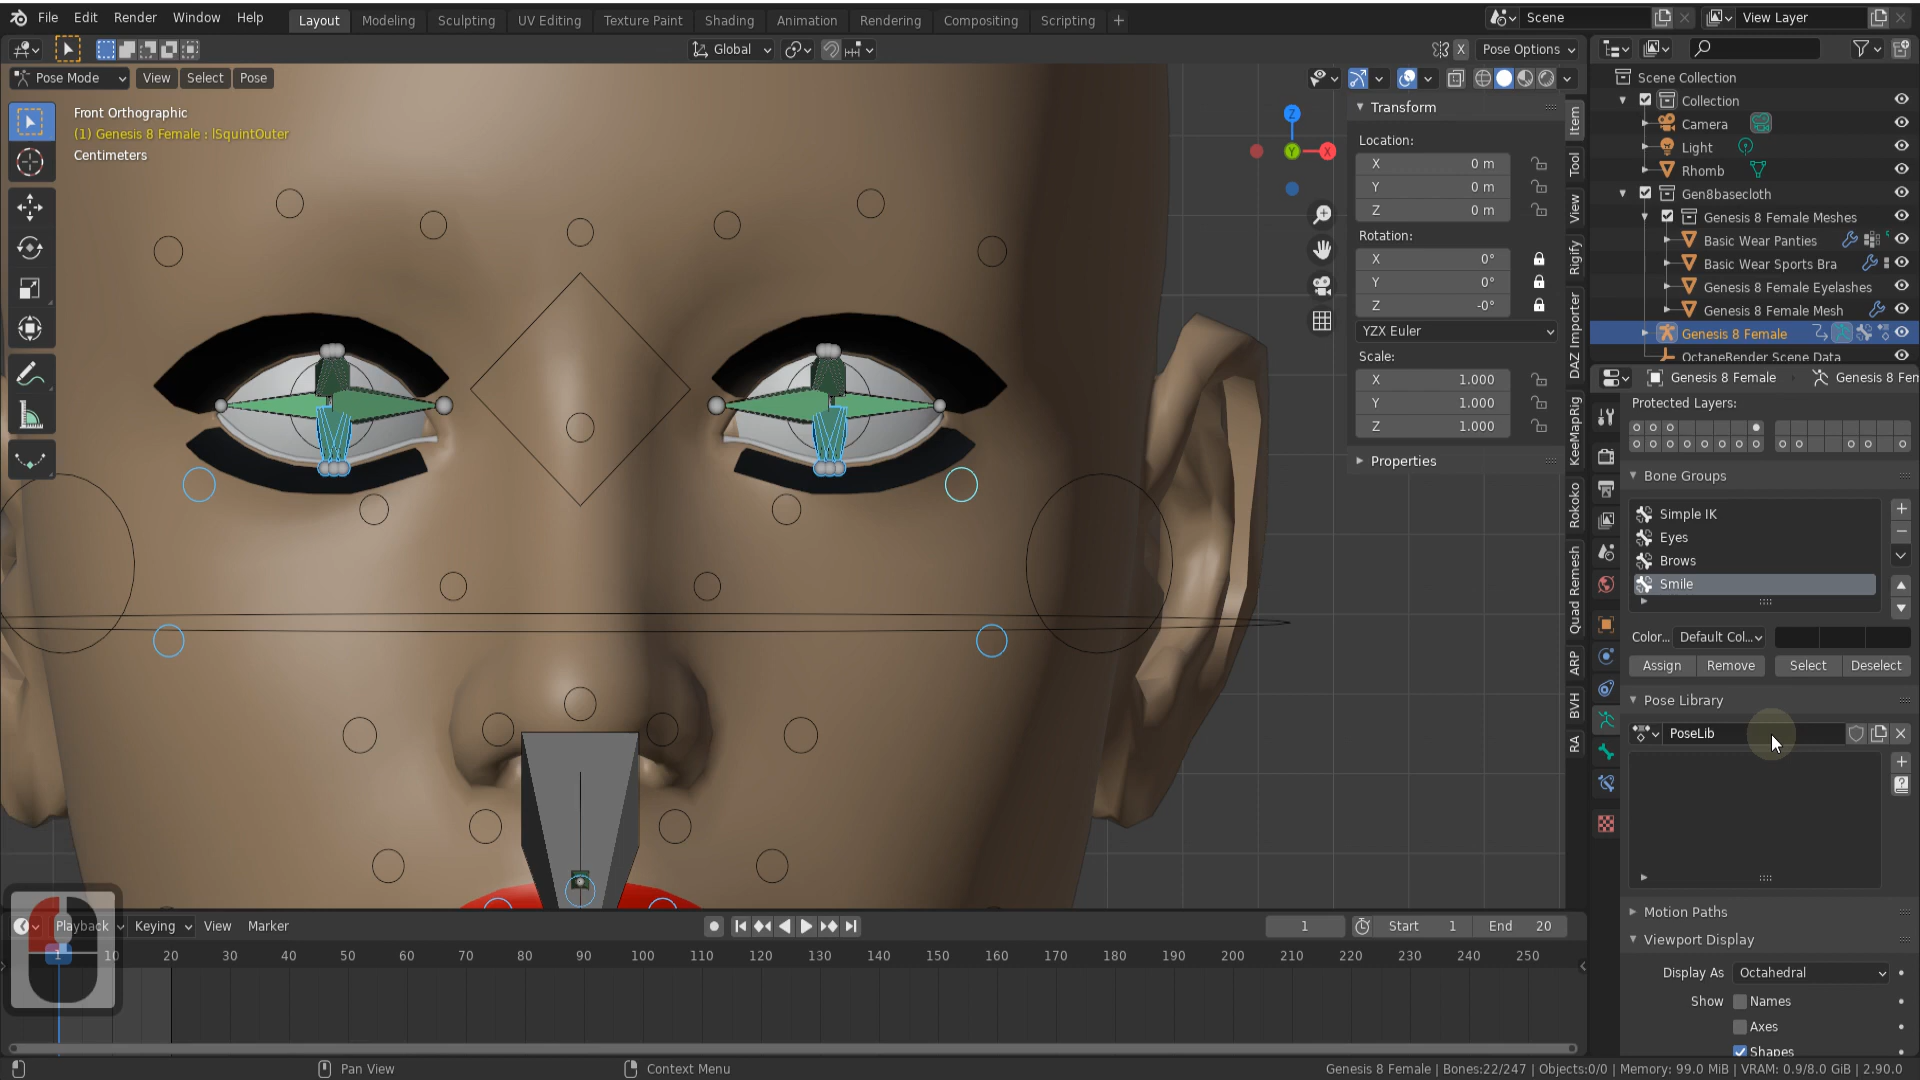 File Edit Render Window Help Layout Modeling Sculpting UV Editing Texture Paint Shading Animation Rendering Compositing Scripting + Scene View Layer
Global X Pose Options
Pose Mode View Select Pose
Front Orthographic
(1) Genesis 8 Female : lSquintOuter
Centimeters
Z
Y
X
Transform
Location:
X 0 m
Y 0 m
Z 0 m
Rotation:
X 0°
Y 0°
Z -0°
YZX Euler
Scale:
X 1.000
Y 1.000
Z 1.000
Properties
Item
Tool
View
Rigify
DAZ Importer
KeeMapRig
Rokoko
Quad Remesh
ARP
BVH
RA
Scene Collection
Collection
Camera
Light
Rhomb
Gen8basecloth
Genesis 8 Female Meshes
Basic Wear Panties
Basic Wear Sports Bra
Genesis 8 Female Eyelashes
Genesis 8 Female Mesh
Genesis 8 Female
OctaneRender Scene Data
Genesis 8 Female Genesis 8 Fem
Protected Layers:
Bone Groups
Simple IK
Eyes
Brows
Smile
Color... Default Col...
Assign Remove Select Deselect
Pose Library
PoseLib
Motion Paths
Viewport Display
Display As Octahedral
Show Names
Axes
Shapes
Playback Keying View Marker 1 Start 1 End 20
1 10 20 30 40 50 60 70 80 90 100 110 120 130 140 150 160 170 180 190 200 210 220 230 240 250
Pan View Context Menu Genesis 8 Female | Bones:22/247 | Objects:0/0 | Memory: 99.0 MiB | VRAM: 0.9/8.0 GiB | 2.90.0